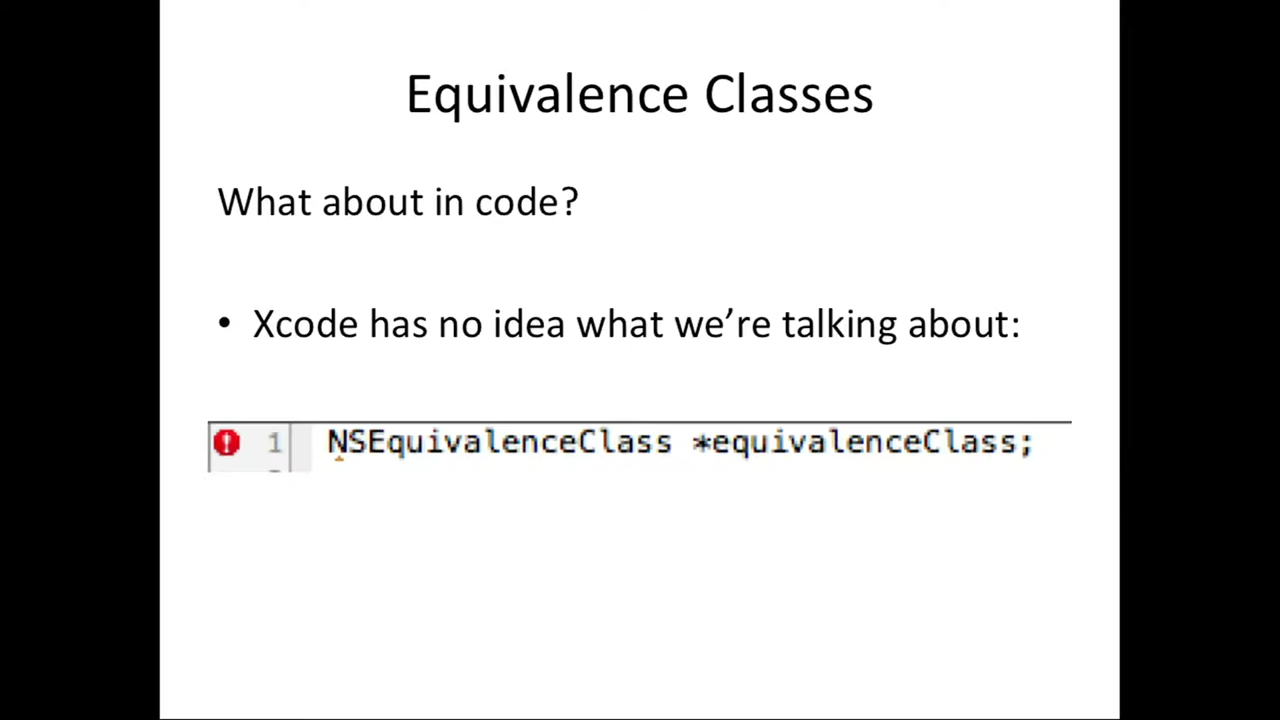 Equivalence Classes
What about in code?
• Xcode has no idea what we’re talking about:
1 NSEquivalenceClass *equivalenceClass;